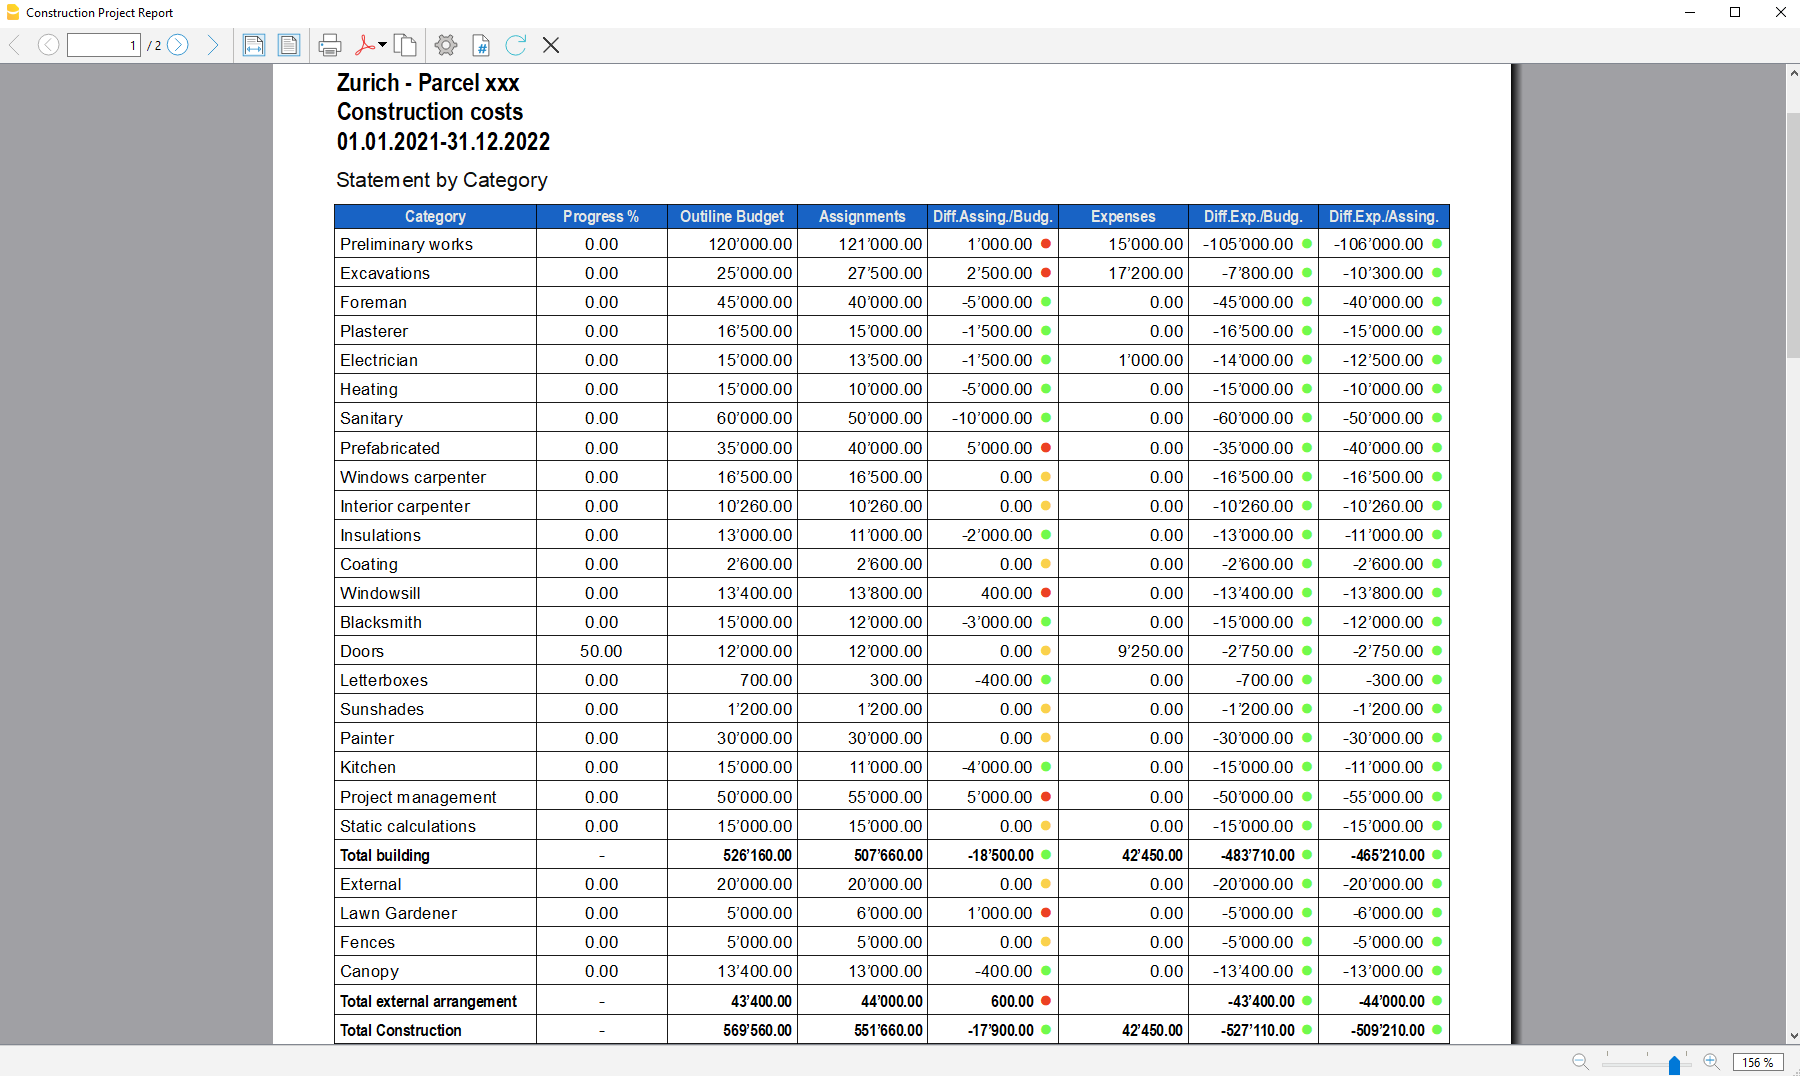 Construction Project Report
1 / 2
Zurich - Parcel xxx
Construction costs
01.01.2021-31.12.2022
Statement by Category
Category Progress % Outiline Budget Assignments Diff.Assing./Budg. Expenses Diff.Exp./Budg. Diff.Exp./Assing.
Preliminary works 0.00 120’000.00 121’000.00 1’000.00 15’000.00 -105’000.00 -106’000.00
Excavations 0.00 25’000.00 27’500.00 2’500.00 17’200.00 -7’800.00 -10’300.00
Foreman 0.00 45’000.00 40’000.00 -5’000.00 0.00 -45’000.00 -40’000.00
Plasterer 0.00 16’500.00 15’000.00 -1’500.00 0.00 -16’500.00 -15’000.00
Electrician 0.00 15’000.00 13’500.00 -1’500.00 1’000.00 -14’000.00 -12’500.00
Heating 0.00 15’000.00 10’000.00 -5’000.00 0.00 -15’000.00 -10’000.00
Sanitary 0.00 60’000.00 50’000.00 -10’000.00 0.00 -60’000.00 -50’000.00
Prefabricated 0.00 35’000.00 40’000.00 5’000.00 0.00 -35’000.00 -40’000.00
Windows carpenter 0.00 16’500.00 16’500.00 0.00 0.00 -16’500.00 -16’500.00
Interior carpenter 0.00 10’260.00 10’260.00 0.00 0.00 -10’260.00 -10’260.00
Insulations 0.00 13’000.00 11’000.00 -2’000.00 0.00 -13’000.00 -11’000.00
Coating 0.00 2’600.00 2’600.00 0.00 0.00 -2’600.00 -2’600.00
Windowsill 0.00 13’400.00 13’800.00 400.00 0.00 -13’400.00 -13’800.00
Blacksmith 0.00 15’000.00 12’000.00 -3’000.00 0.00 -15’000.00 -12’000.00
Doors 50.00 12’000.00 12’000.00 0.00 9’250.00 -2’750.00 -2’750.00
Letterboxes 0.00 700.00 300.00 -400.00 0.00 -700.00 -300.00
Sunshades 0.00 1’200.00 1’200.00 0.00 0.00 -1’200.00 -1’200.00
Painter 0.00 30’000.00 30’000.00 0.00 0.00 -30’000.00 -30’000.00
Kitchen 0.00 15’000.00 11’000.00 -4’000.00 0.00 -15’000.00 -11’000.00
Project management 0.00 50’000.00 55’000.00 5’000.00 0.00 -50’000.00 -55’000.00
Static calculations 0.00 15’000.00 15’000.00 0.00 0.00 -15’000.00 -15’000.00
Total building - 526’160.00 507’660.00 -18’500.00 42’450.00 -483’710.00 -465’210.00
External 0.00 20’000.00 20’000.00 0.00 0.00 -20’000.00 -20’000.00
Lawn Gardener 0.00 5’000.00 6’000.00 1’000.00 0.00 -5’000.00 -6’000.00
Fences 0.00 5’000.00 5’000.00 0.00 0.00 -5’000.00 -5’000.00
Canopy 0.00 13’400.00 13’000.00 -400.00 0.00 -13’400.00 -13’000.00
Total external arrangement - 43’400.00 44’000.00 600.00 -43’400.00 -44’000.00
Total Construction - 569’560.00 551’660.00 -17’900.00 42’450.00 -527’110.00 -509’210.00
156 %